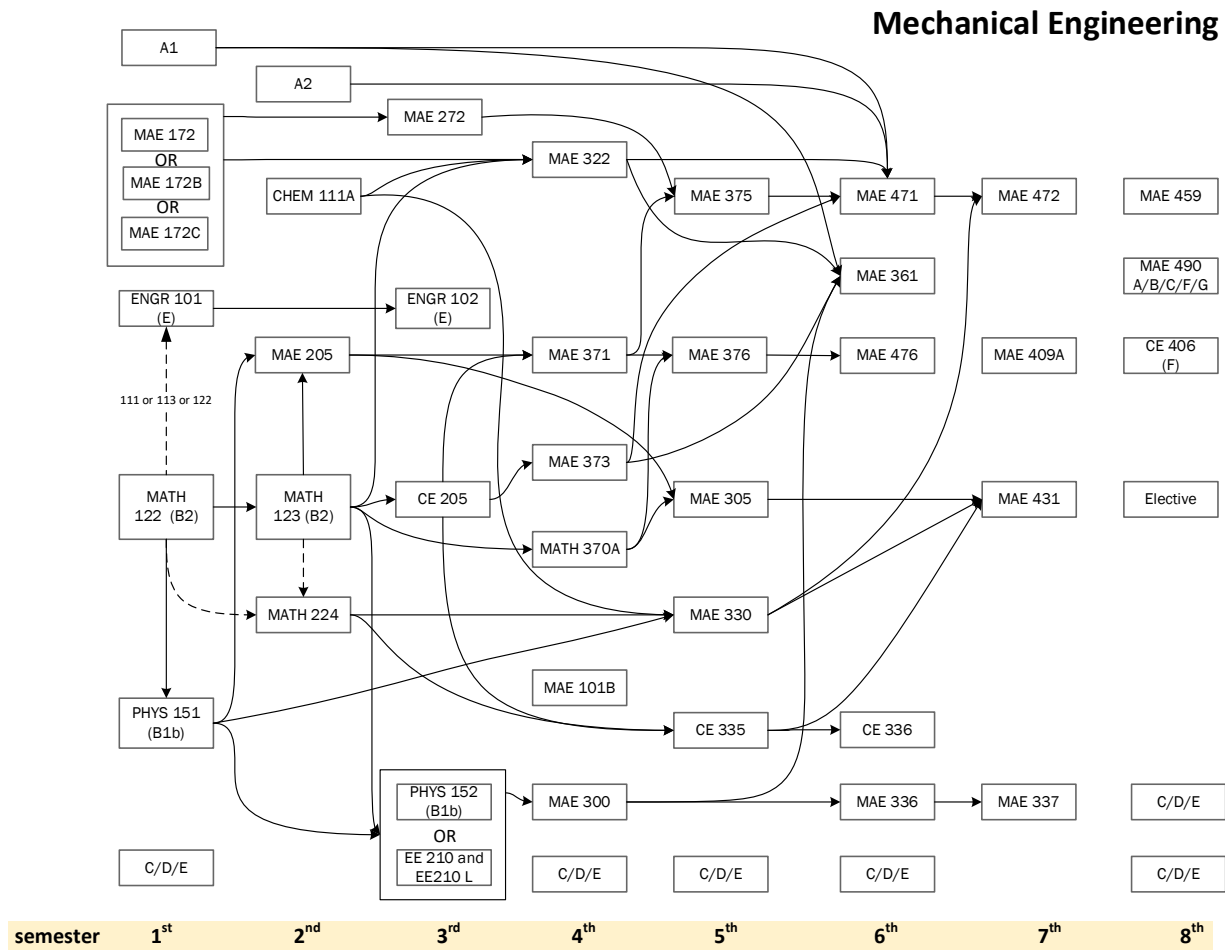 Mechanical Engineering
A1
A2
MAE 172
OR
MAE 172B
OR
MAE 172C
MAE 272
MAE 322
CHEM 111A
MAE 375
MAE 471
MAE 472
MAE 459
MAE 361
MAE 490
A/B/C/F/G
ENGR 101
(E)
ENGR 102
(E)
MAE 205
MAE 371
MAE 376
MAE 476
MAE 409A
CE 406
(F)
111 or 113 or 122
MAE 373
MATH
122 (B2)
MATH
123 (B2)
CE 205
MAE 305
MAE 431
Elective
MATH 370A
MATH 224
MAE 330
MAE 101B
PHYS 151
(B1b)
CE 335
CE 336
PHYS 152
(B1b)
OR
EE 210 and
EE210 L
MAE 300
MAE 336
MAE 337
C/D/E
C/D/E
C/D/E
C/D/E
C/D/E
C/D/E
semester 1st 2nd 3rd 4th 5th 6th 7th 8th